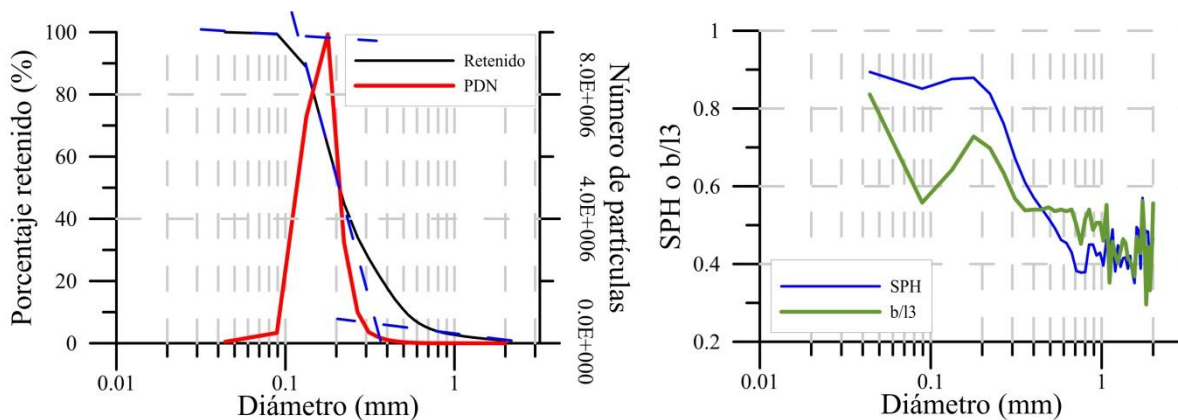 Porcentaje retenido (%)
100
80
60
40
20
0
Retenido
PDN
8.0E+006
4.0E+006
0.0E+000
Número de partículas
0.01
0.1
1
Diámetro (mm)
SPH o b/l3
1
0.8
0.6
0.4
0.2
SPH
b/l3
0.01
0.1
1
Diámetro (mm)